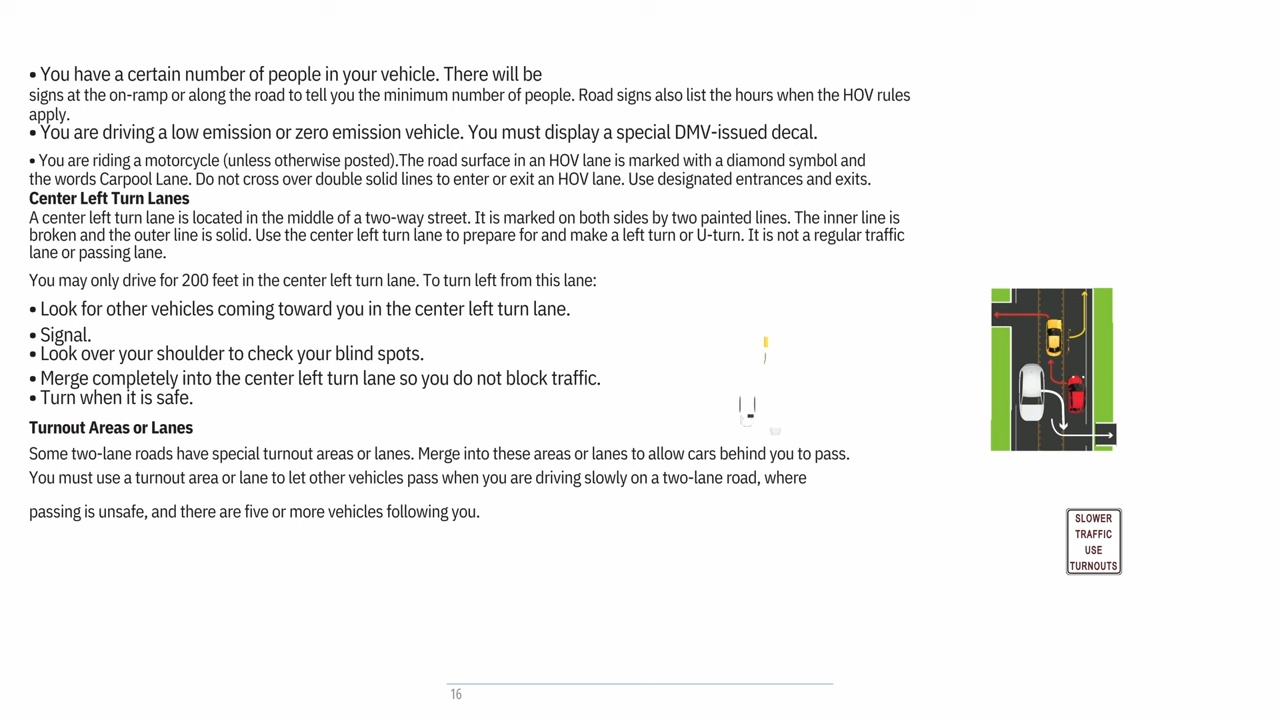 • You have a certain number of people in your vehicle. There will be
signs at the on-ramp or along the road to tell you the minimum number of people. Road signs also list the hours when the HOV rules
apply.
• You are driving a low emission or zero emission vehicle. You must display a special DMV-issued decal.
• You are riding a motorcycle (unless otherwise posted).The road surface in an HOV lane is marked with a diamond symbol and
the words Carpool Lane. Do not cross over double solid lines to enter or exit an HOV lane. Use designated entrances and exits.
Center Left Turn Lanes
A center left turn lane is located in the middle of a two-way street. It is marked on both sides by two painted lines. The inner line is
broken and the outer line is solid. Use the center left turn lane to prepare for and make a left turn or U-turn. It is not a regular traffic
lane or passing lane.
You may only drive for 200 feet in the center left turn lane. To turn left from this lane:
• Look for other vehicles coming toward you in the center left turn lane.
• Signal.
• Look over your shoulder to check your blind spots.
• Merge completely into the center left turn lane so you do not block traffic.
• Turn when it is safe.
Turnout Areas or Lanes
Some two-lane roads have special turnout areas or lanes. Merge into these areas or lanes to allow cars behind you to pass.
You must use a turnout area or lane to let other vehicles pass when you are driving slowly on a two-lane road, where
passing is unsafe, and there are five or more vehicles following you.
SLOWER
TRAFFIC
USE
TURNOUTS
16